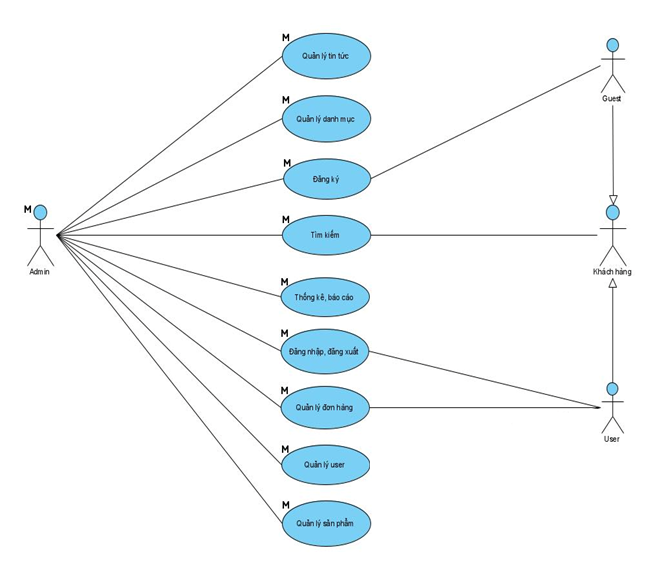 M
Quản lý tin tức
M
Quản lý danh mục
Guest
M
Đăng ký
M
Admin
M
Tìm kiếm
Khách hàng
M
Thống kê, báo cáo
M
Đăng nhập, đăng xuất
M
Quản lý đơn hàng
User
M
Quản lý user
M
Quản lý sản phẩm